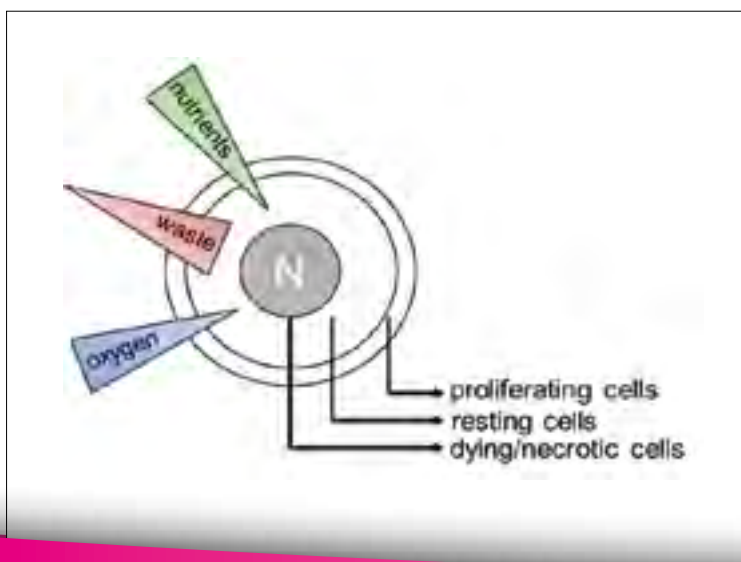 nutrients
waste
oxygen
N
proliferating cells
resting cells
dying/necrotic cells